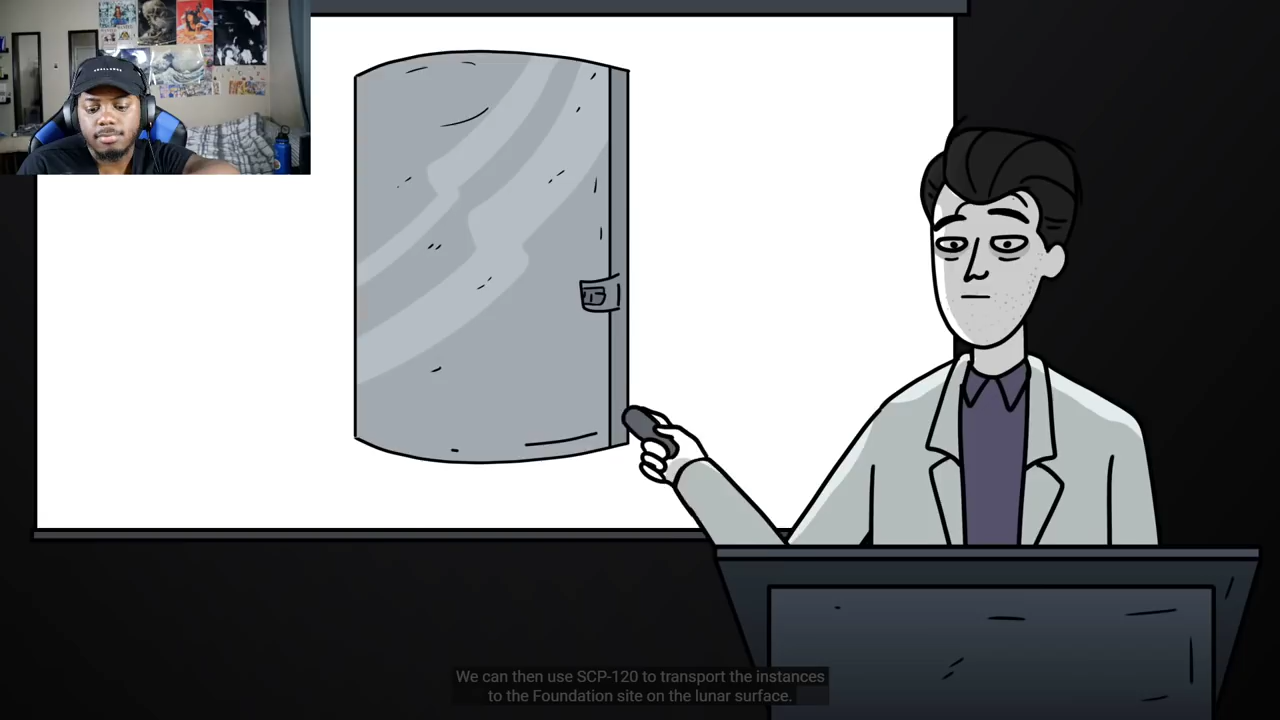 We can then use SCP-120 to transport the instances
to the Foundation site on the lunar surface.